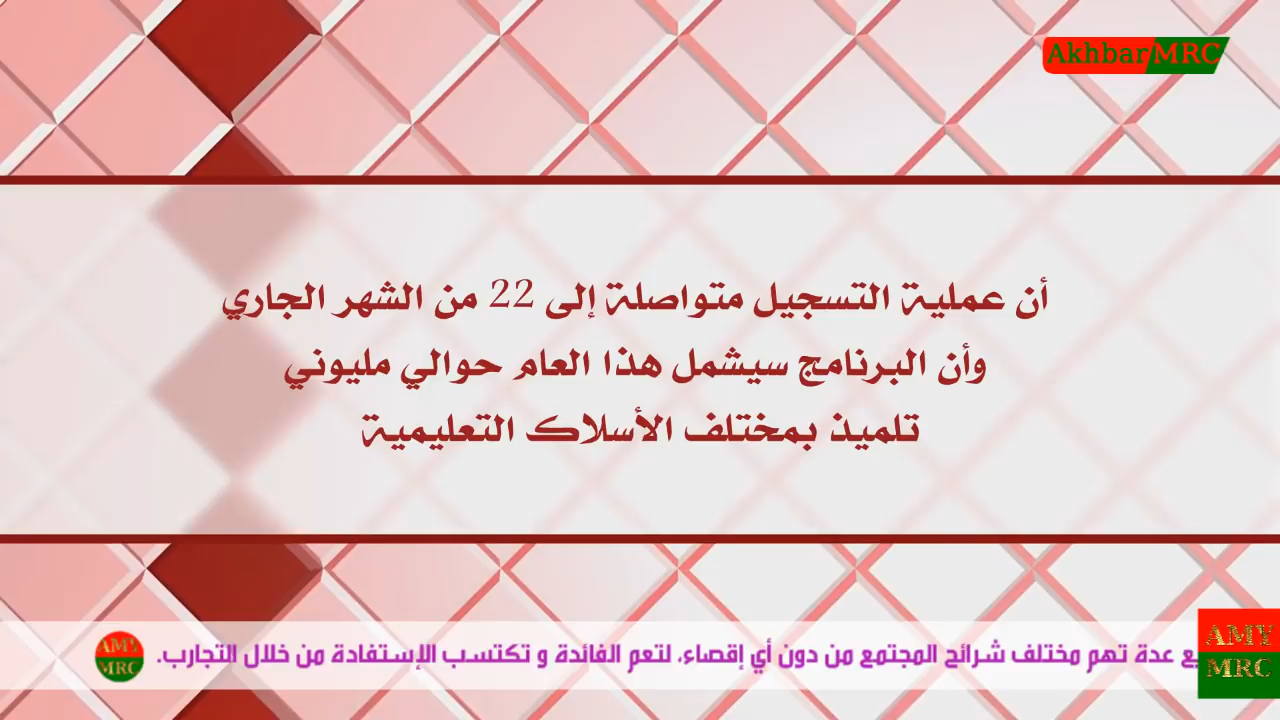 AkhbarMRC
أن عملية التسجيل متواصلة إلى 22 من الشهر الجاري
وأن البرنامج سيشمل هذا العام حوالي مليوني
تلميذ بمختلف الأسلاك التعليمية
عدة تهم مختلف شرائح المجتمع من دون أي إقصاء، لتعم الفائدة و تكتسب الإستفادة من خلال التجارب.
AMY
MRC
AMY
MRC